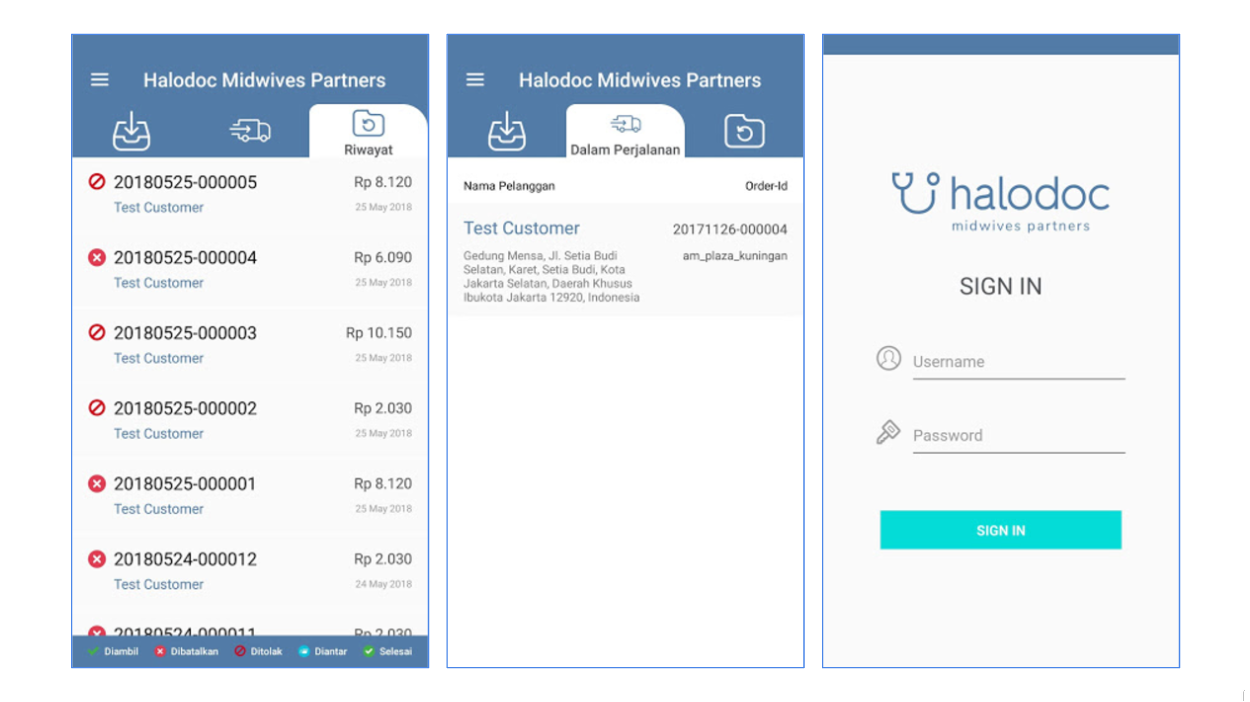 Halodoc Midwives Partners
Riwayat
20180525-000005 Rp 8.120
Test Customer 25 May 2018
20180525-000004 Rp 6.090
Test Customer 25 May 2018
20180525-000003 Rp 10.150
Test Customer 25 May 2018
20180525-000002 Rp 2.030
Test Customer 25 May 2018
20180525-000001 Rp 8.120
Test Customer 25 May 2018
20180524-000012 Rp 2.030
Test Customer 24 May 2018
20180524-000011 Rp 2.030
Diambil Dibatalkan Ditolak Diantar Selesai
Halodoc Midwives Partners
Dalam Perjalanan
Nama Pelanggan Order-Id
Test Customer 20171126-000004
Gedung Mensa, Jl. Setia Budi am_plaza_kuningan
Selatan, Karet, Setia Budi, Kota
Jakarta Selatan, Daerah Khusus
Ibukota Jakarta 12920, Indonesia
halodoc
midwives partners
SIGN IN
Username
Password
SIGN IN